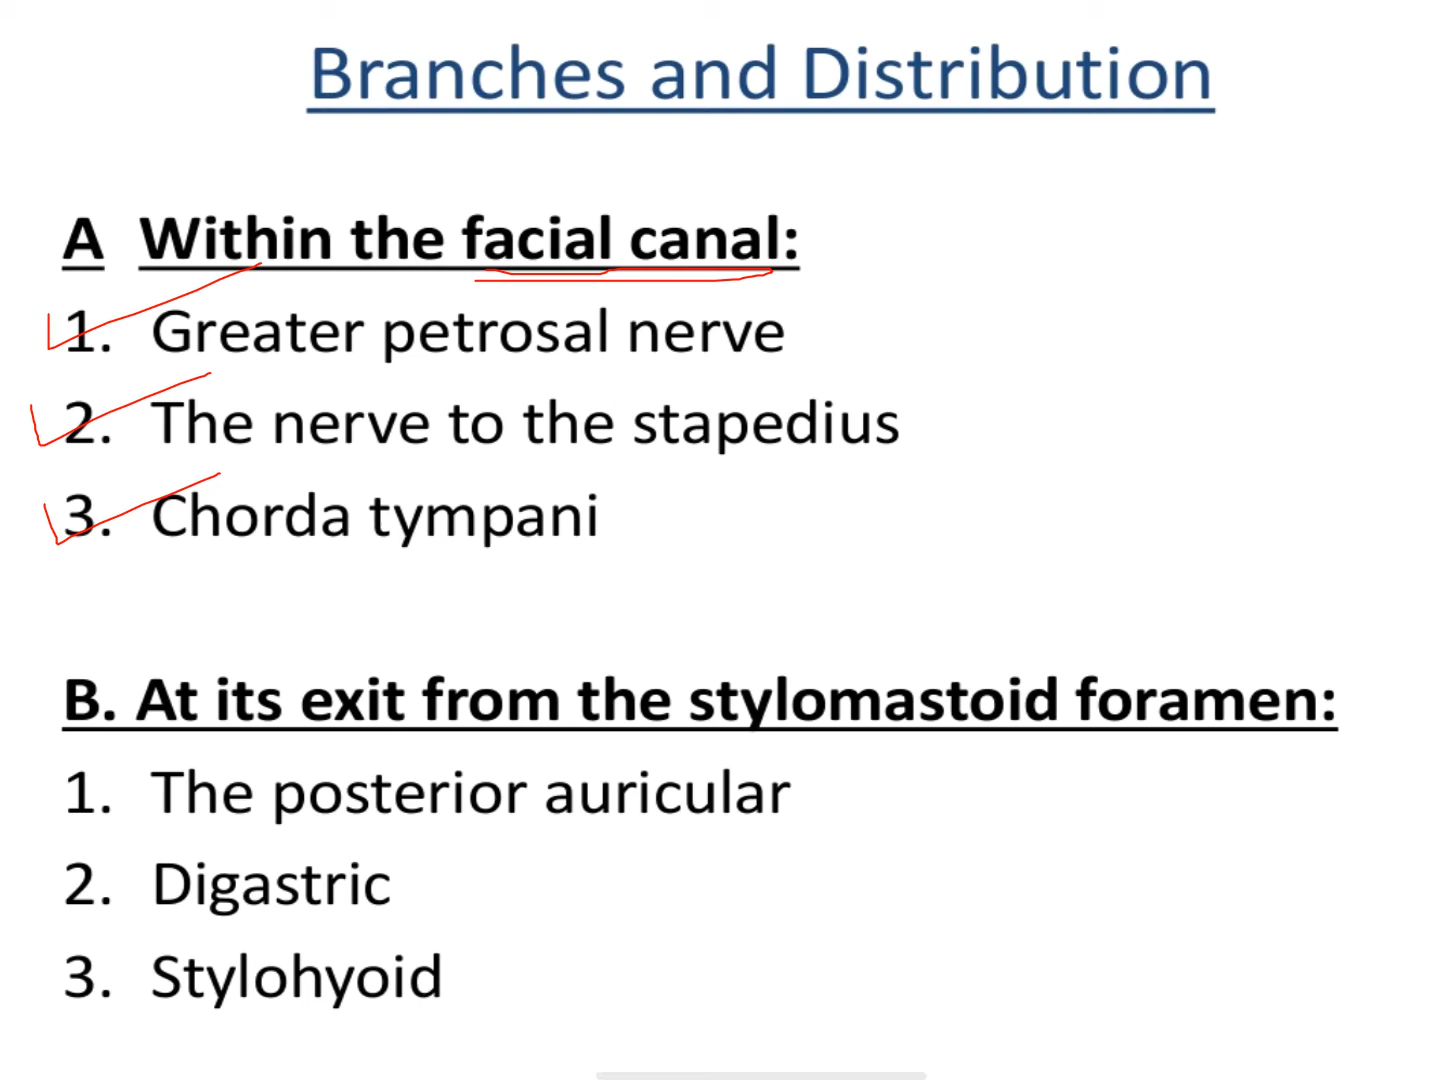 Branches and Distribution
A Within the facial canal:
1. Greater petrosal nerve
2. The nerve to the stapedius
3. Chorda tympani
B. At its exit from the stylomastoid foramen:
1. The posterior auricular
2. Digastric
3. Stylohyoid